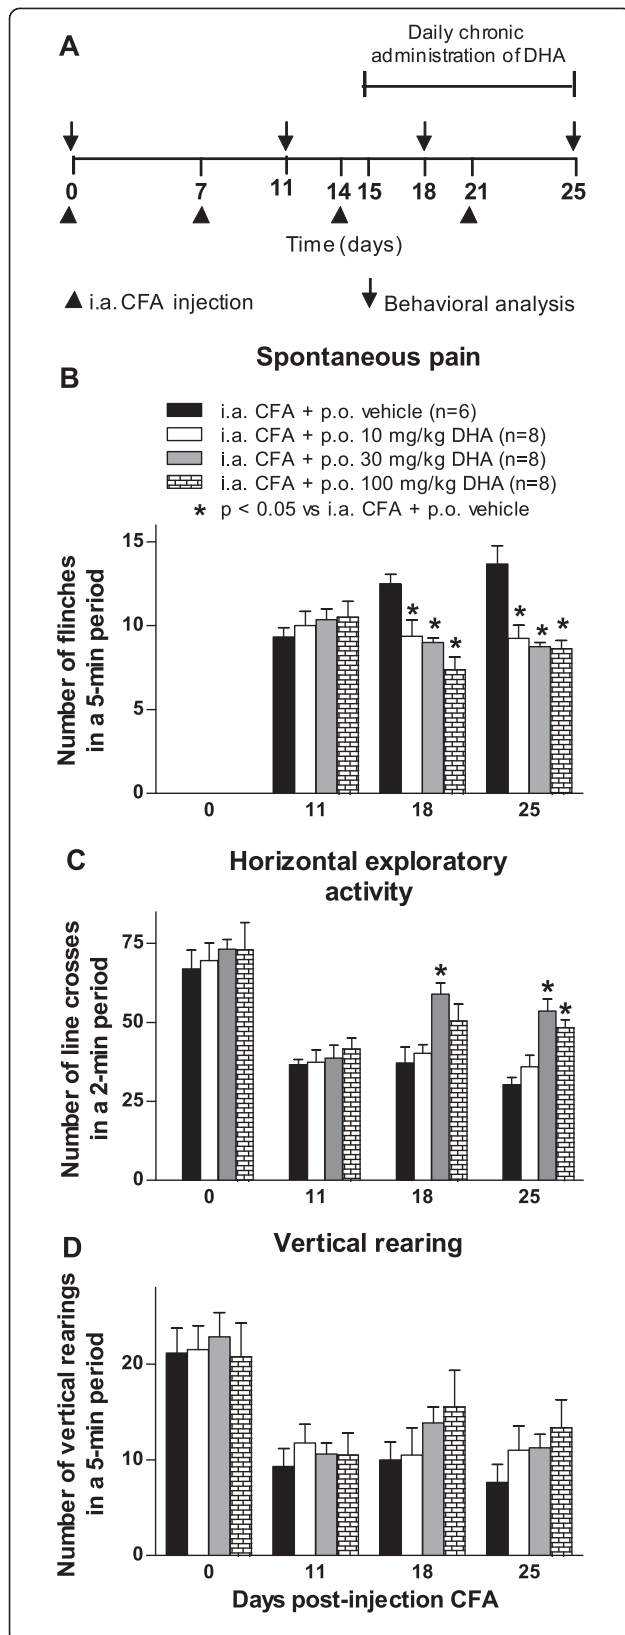 A
Daily chronic
administration of DHA
0 7 11 14 15 18 21 25
Time (days)
▲ i.a. CFA injection
Behavioral analysis
B
Spontaneous pain
i.a. CFA + p.o. vehicle (n=6)
i.a. CFA + p.o. 10 mg/kg DHA (n=8)
i.a. CFA + p.o. 30 mg/kg DHA (n=8)
i.a. CFA + p.o. 100 mg/kg DHA (n=8)
* p < 0.05 vs i.a. CFA + p.o. vehicle
Number of flinches
in a 5-min period
15
10
5
0
* * *
* * *
0 11 18 25
C
Horizontal exploratory
activity
Number of line crosses
in a 2-min period
75
50
25
0
*
* *
0 11 18 25
D
Vertical rearing
Number of vertical rearings
in a 5-min period
20
10
0
0 11 18 25
Days post-injection CFA